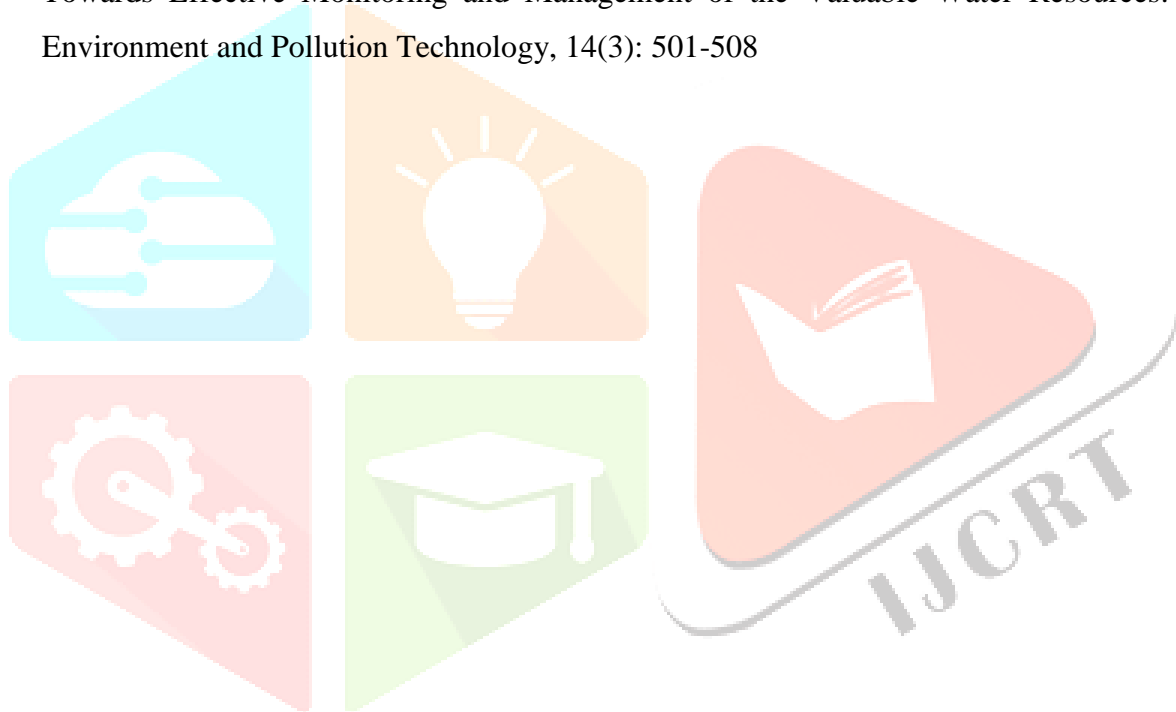 Towards Effective Monitoring and Management of the Valuable Water Resources.
Environment and Pollution Technology, 14(3): 501-508
IJCRT